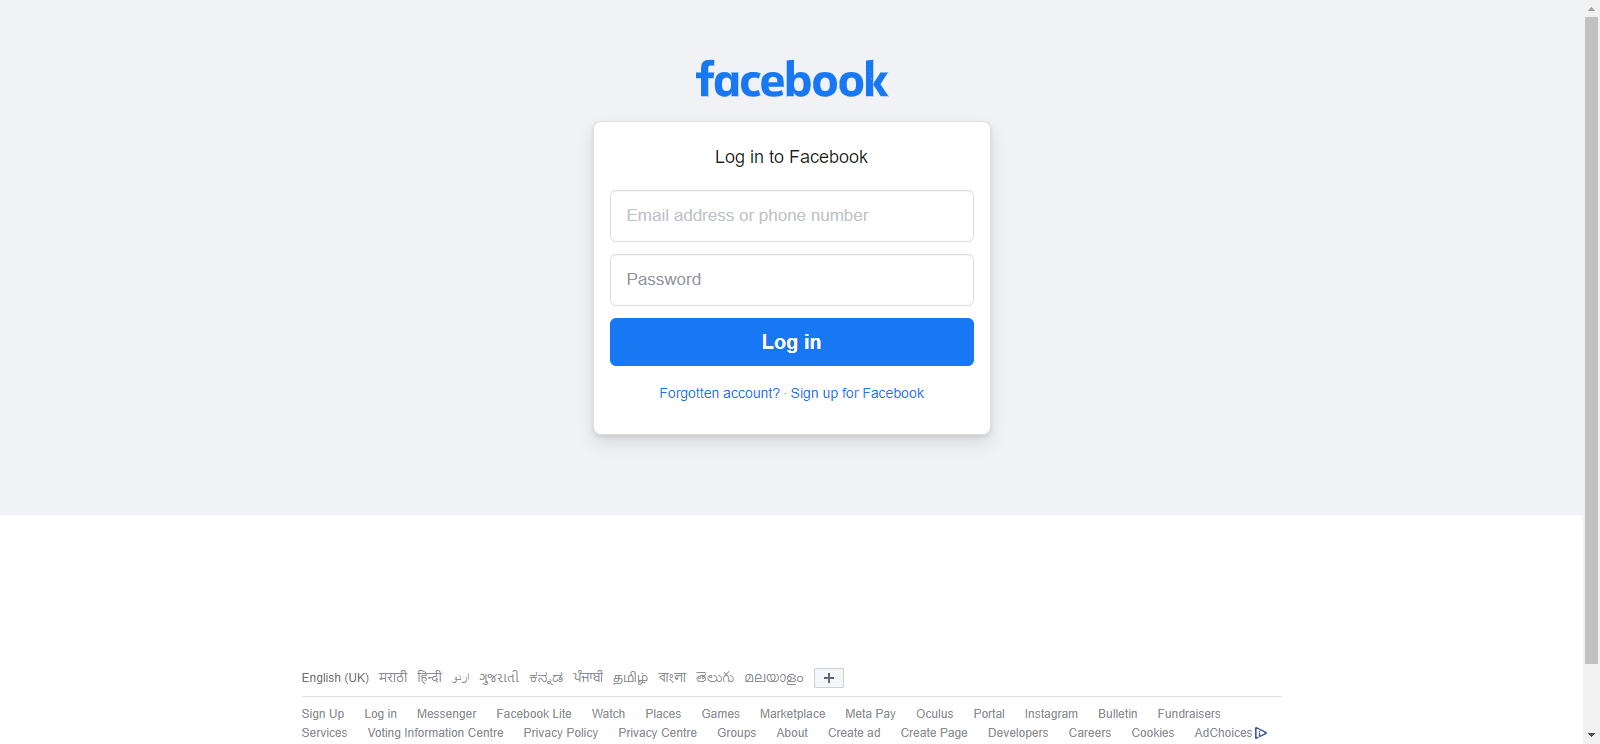 facebook
Log in to Facebook
Email address or phone number
Password
Log in
Forgotten account? · Sign up for Facebook
English (UK) मराठी हिन्दी اردو ગુજરાતી ಕನ್ನಡ ਪੰਜਾਬੀ தமிழ் বাংলা తెలుగు മലയാളം
Sign Up Log in Messenger Facebook Lite Watch Places Games Marketplace Meta Pay Oculus Portal Instagram Bulletin Fundraisers
Services Voting Information Centre Privacy Policy Privacy Centre Groups About Create ad Create Page Developers Careers Cookies AdChoices